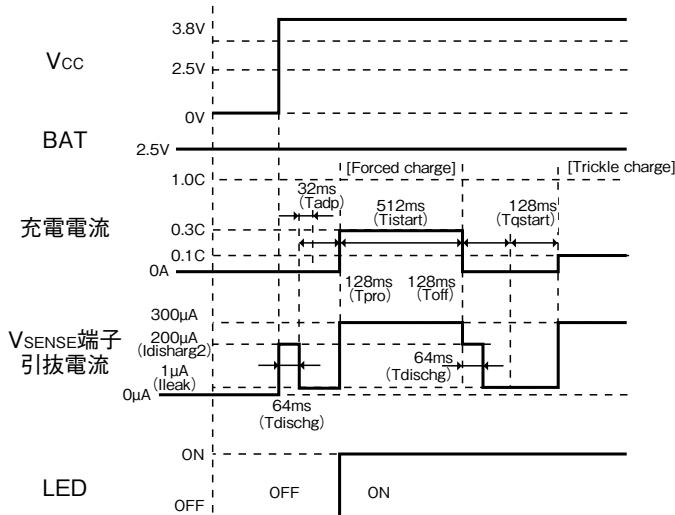 3.8V
VCC
2.5V
0V
BAT
2.5V
[Forced charge]
[Trickle charge]
1.0C
32ms
(Tadp)
512ms
(Tistart)
128ms
(Tqstart)
充電電流
0.3C
0.1C
0A
128ms
(Tpro)
128ms
(Toff)
300μA
VSENSE端子
引抜電流
200μA
(Idisharg2)
1μA
(Ileak)
0μA
64ms
(Tdischg)
64ms
(Tdischg)
ON
LED
OFF
OFF
ON